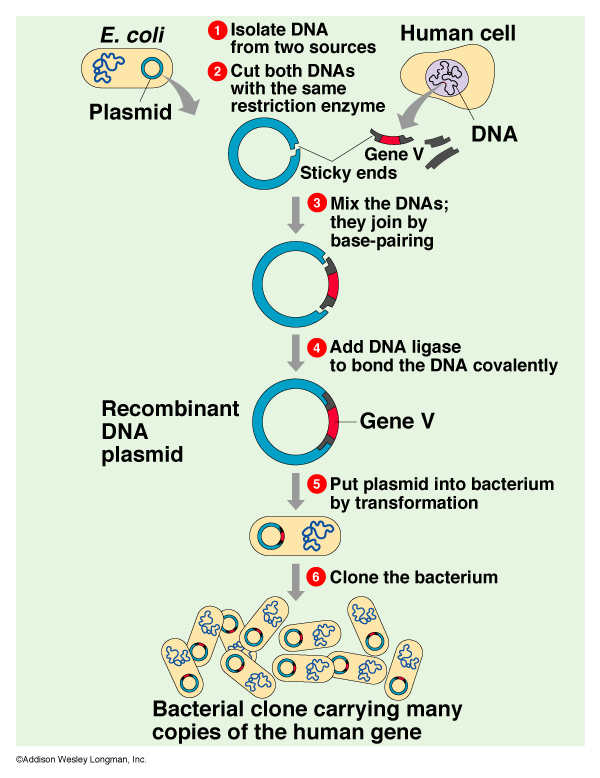 E. coli
Plasmid
1 Isolate DNA
from two sources
2 Cut both DNAs
with the same
restriction enzyme
Human cell
DNA
Gene V
Sticky ends
3 Mix the DNAs;
they join by
base-pairing
4 Add DNA ligase
to bond the DNA covalently
Recombinant
DNA
plasmid
Gene V
5 Put plasmid into bacterium
by transformation
6 Clone the bacterium
Bacterial clone carrying many
copies of the human gene
©Addison Wesley Longman, Inc.